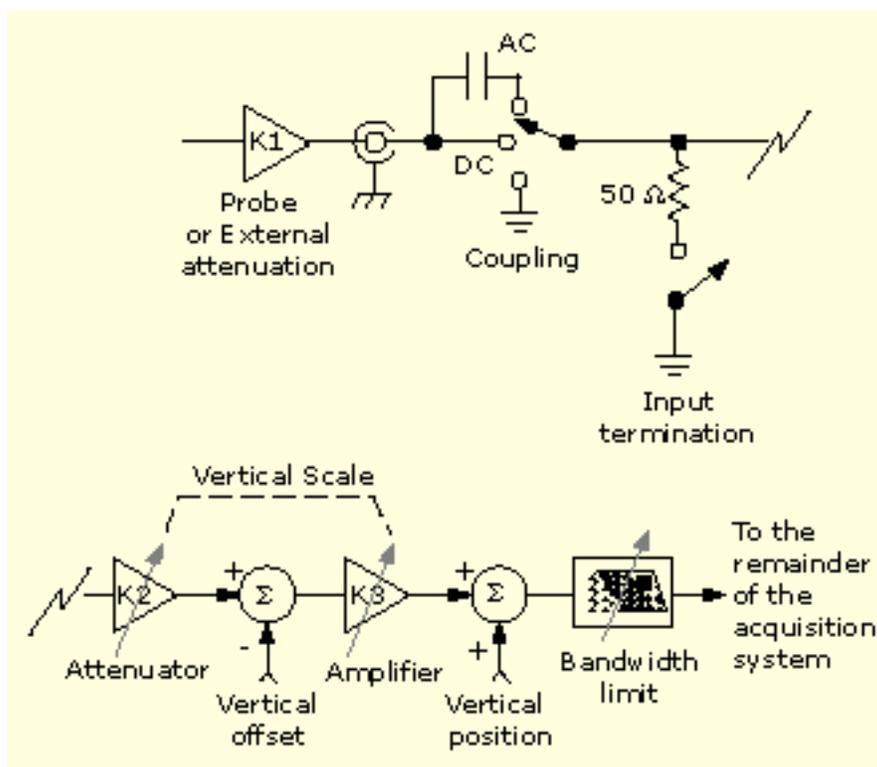 AC
K1
DC
50 Ω
Probe
or External
attenuation
Coupling
Input
termination
Vertical Scale
To the
remainder
of the
acquisition
system
K2
+
Σ
K3
+
Σ
-
+
Attenuator
Amplifier
Bandwidth
limit
Vertical
offset
Vertical
position